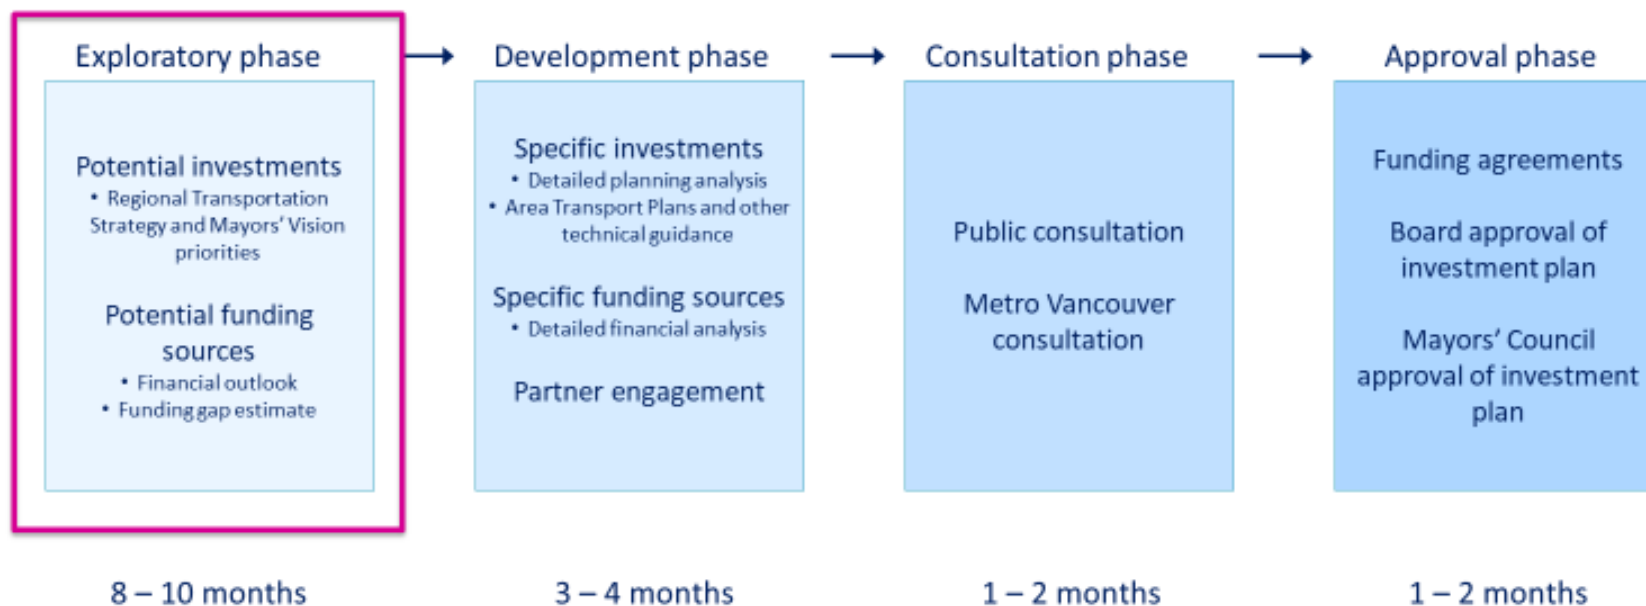 Exploratory phase
Potential investments
• Regional Transportation
Strategy and Mayors' Vision
priorities
Potential funding
sources
• Financial outlook
• Funding gap estimate
8 – 10 months
Development phase
Specific investments
• Detailed planning analysis
• Area Transport Plans and other
technical guidance
Specific funding sources
• Detailed financial analysis
Partner engagement
3 – 4 months
Consultation phase
Public consultation
Metro Vancouver
consultation
1 – 2 months
Approval phase
Funding agreements
Board approval of
investment plan
Mayors' Council
approval of investment
plan
1 – 2 months